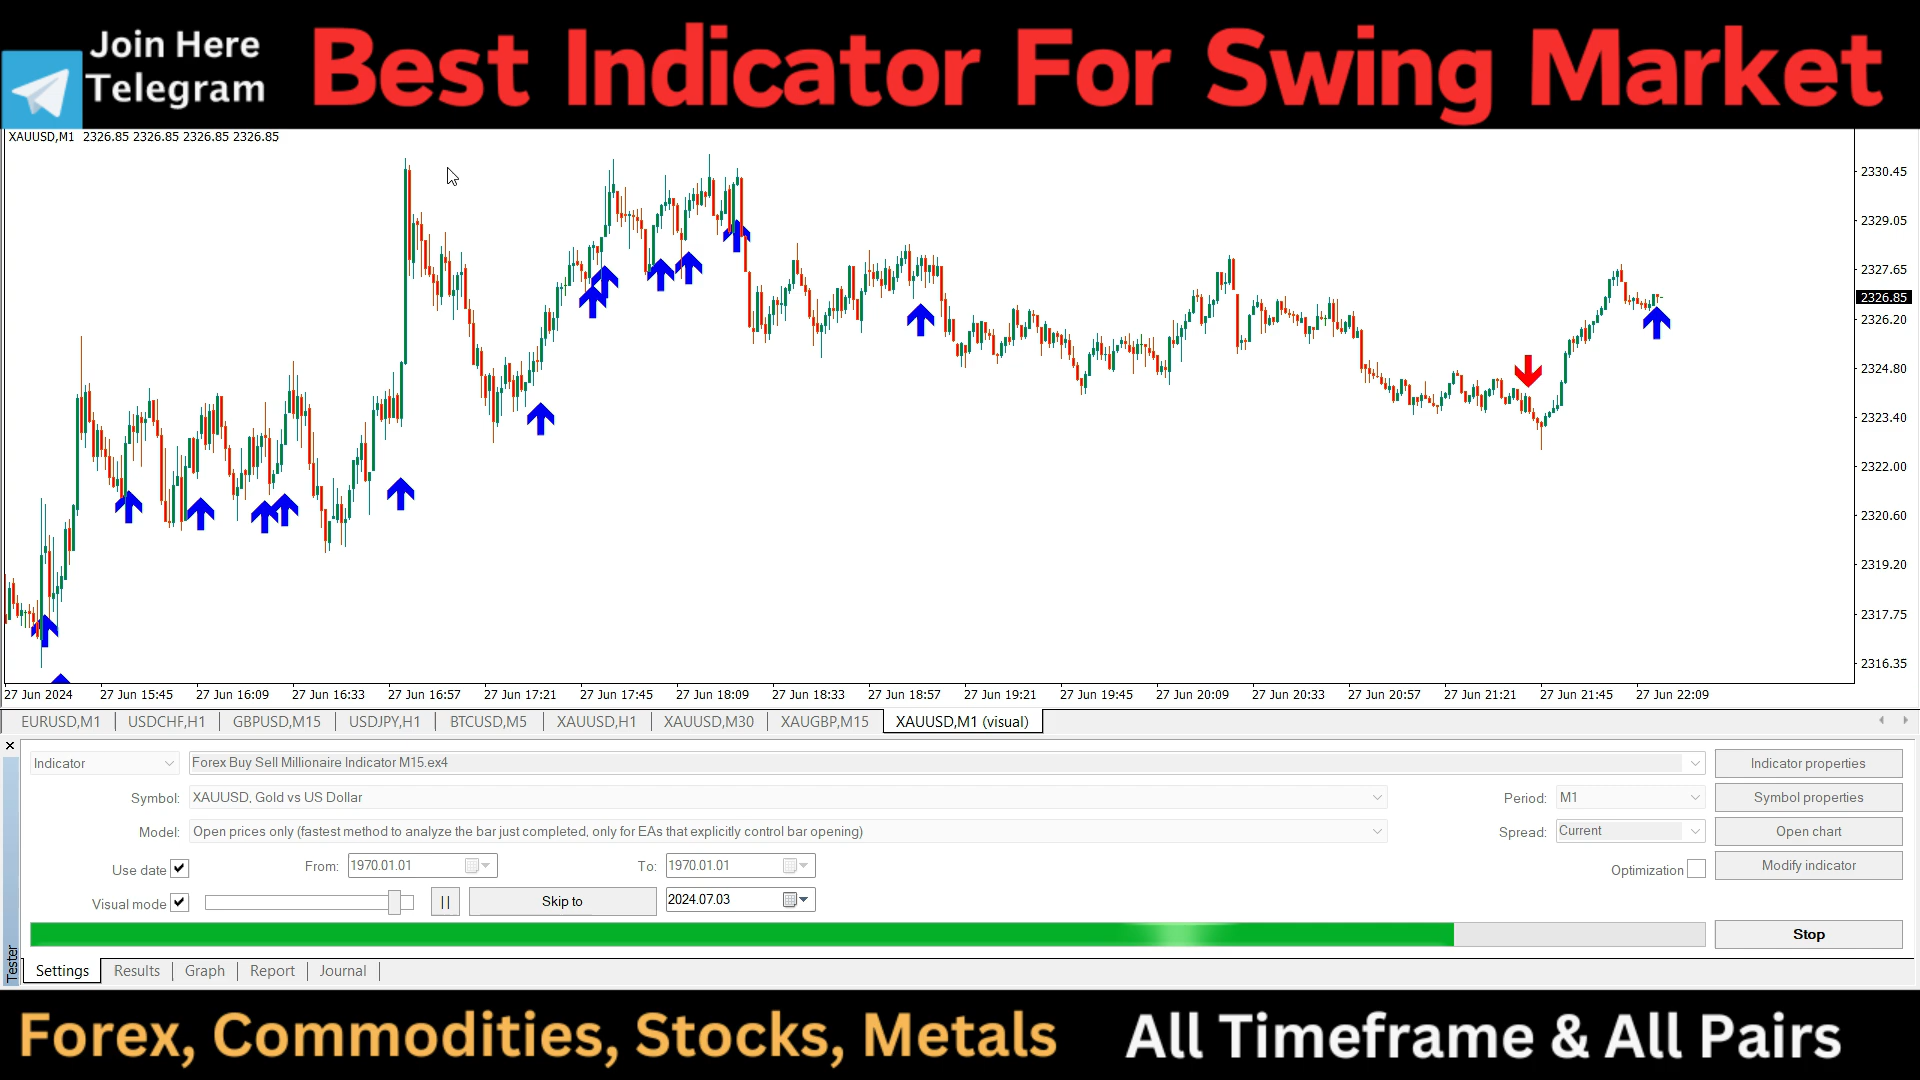 Join Here
Telegram
Best Indicator For Swing Market
XAUUSD,M1 2326.85 2326.85 2326.85 2326.85
2330.45
2329.05
2327.65
2326.85
2326.20
2324.80
2323.40
2322.00
2320.60
2319.20
2317.75
2316.35
27 Jun 2024 27 Jun 15:45 27 Jun 16:09 27 Jun 16:33 27 Jun 16:57 27 Jun 17:21 27 Jun 17:45 27 Jun 18:09 27 Jun 18:33 27 Jun 18:57 27 Jun 19:21 27 Jun 19:45 27 Jun 20:09 27 Jun 20:33 27 Jun 20:57 27 Jun 21:21 27 Jun 21:45 27 Jun 22:09
EURUSD,M1 USDCHF,H1 GBPUSD,M15 USDJPY,H1 BTCUSD,M5 XAUUSD,H1 XAUUSD,M30 XAUGBP,M15 XAUUSD,M1 (visual)
Indicator Forex Buy Sell Millionaire Indicator M15.ex4 Indicator properties
Symbol: XAUUSD, Gold vs US Dollar Period: M1 Symbol properties
Model: Open prices only (fastest method to analyze the bar just completed, only for EAs that explicitly control bar opening) Spread: Current Open chart
Use date From: 1970.01.01 To: 1970.01.01 Optimization Modify indicator
Visual mode Skip to 2024.07.03
Stop
Tester
Settings Results Graph Report Journal
Forex, Commodities, Stocks, Metals All Timeframe & All Pairs